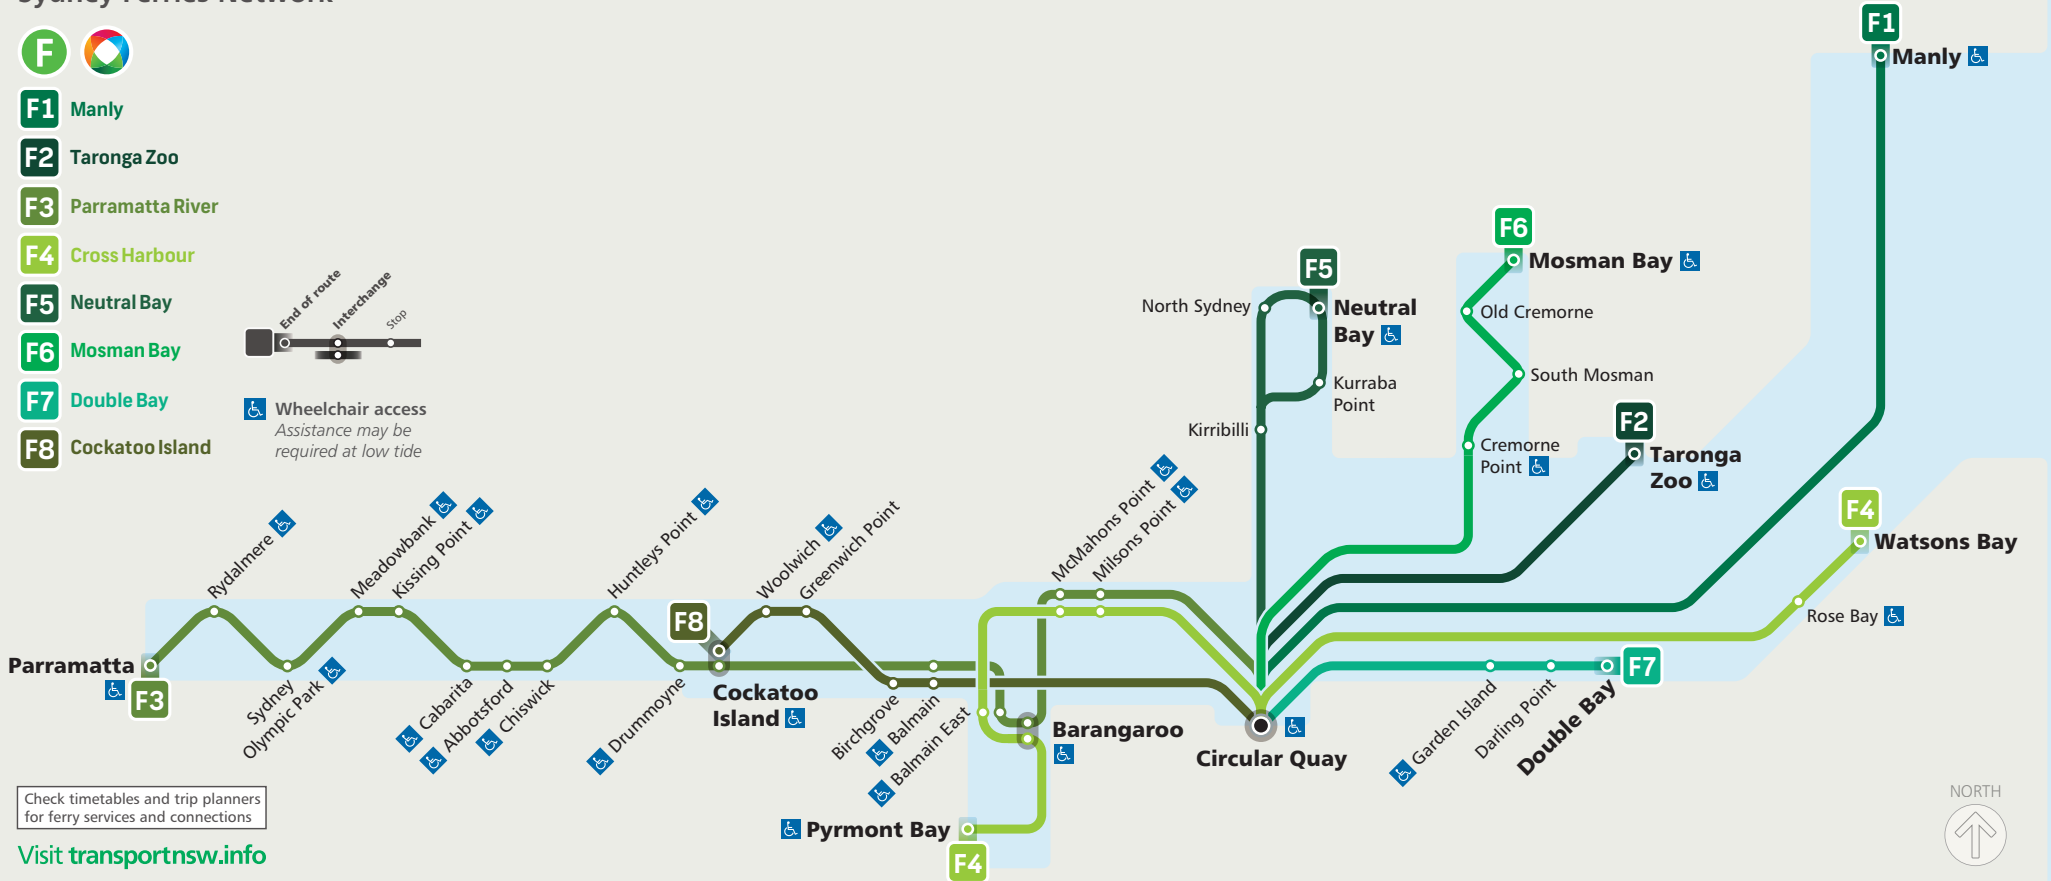 Sydney Ferries Network
F
F1 Manly
F2 Taronga Zoo
F3 Parramatta River
F4 Cross Harbour
F5 Neutral Bay
F6 Mosman Bay
F7 Double Bay
F8 Cockatoo Island
End of route
Interchange
Stop
Wheelchair access
Assistance may be
required at low tide
F1
Manly
F6
Mosman Bay
Old Cremorne
South Mosman
Cremorne
Point
F5
North Sydney
Neutral
Bay
Kurraba
Point
Kirribilli
F2
Taronga
Zoo
F4
Watsons Bay
Rose Bay
Parramatta
F3
Rydalmere
Sydney
Olympic Park
Meadowbank
Kissing Point
Cabarita
Abbotsford
Chiswick
Huntleys Point
Drummoyne
F8
Cockatoo
Island
Woolwich
Greenwich Point
Birchgrove
Balmain
Balmain East
McMahons Point
Milsons Point
Barangaroo
Pyrmont Bay
F4
Circular Quay
Garden Island
Darling Point
Double Bay
F7
Check timetables and trip planners
for ferry services and connections
Visit transportnsw.info
NORTH